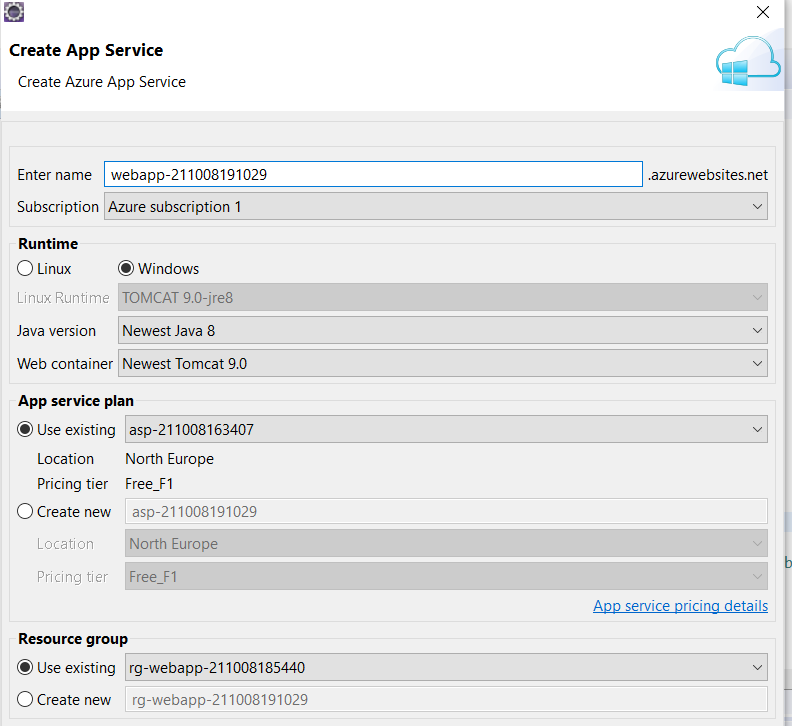 Create App Service
Create Azure App Service
Enter name webapp-211008191029 .azurewebsites.net
Subscription Azure subscription 1
Runtime
Linux Windows
Linux Runtime TOMCAT 9.0-jre8
Java version Newest Java 8
Web container Newest Tomcat 9.0
App service plan
Use existing asp-211008163407
Location North Europe
Pricing tier Free_F1
Create new asp-211008191029
Location North Europe
Pricing tier Free_F1
App service pricing details
Resource group
Use existing rg-webapp-211008185440
Create new rg-webapp-211008191029